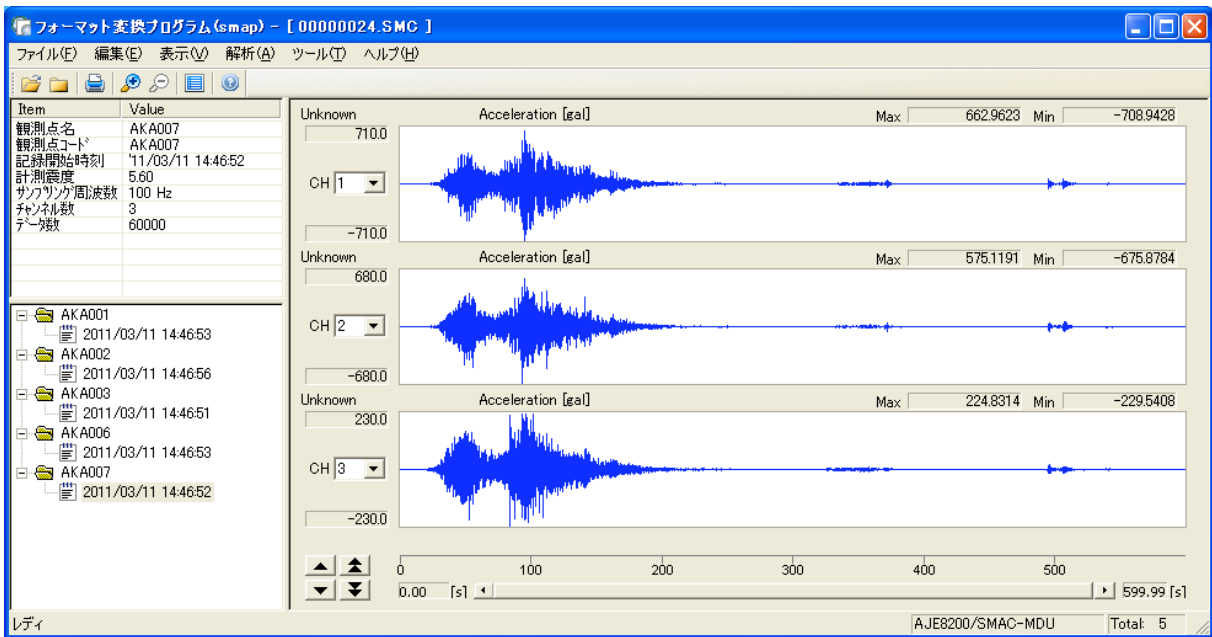 フォーマット変換プログラム(smap) - [ 00000024.SMC ]
ファイル(F) 編集(E) 表示(V) 解析(A) ツール(T) ヘルプ(H)
Item Value
観測点名 AKA007
観測点コード AKA007
記録開始時刻 '11/03/11 14:46:52
計測震度 5.60
サンプリング周波数 100 Hz
チャンネル数 3
データ数 60000
AKA001
2011/03/11 14:46:53
AKA002
2011/03/11 14:46:56
AKA003
2011/03/11 14:46:51
AKA006
2011/03/11 14:46:53
AKA007
2011/03/11 14:46:52
Unknown Acceleration [gal] Max 662.9623 Min -708.9428
710.0
CH 1
-710.0
Unknown Acceleration [gal] Max 575.1191 Min -675.8784
680.0
CH 2
-680.0
Unknown Acceleration [gal] Max 224.8314 Min -229.5408
230.0
CH 3
-230.0
0 100 200 300 400 500
0.00 [s] 599.99 [s]
レディ AJE8200/SMAC-MDU Total: 5